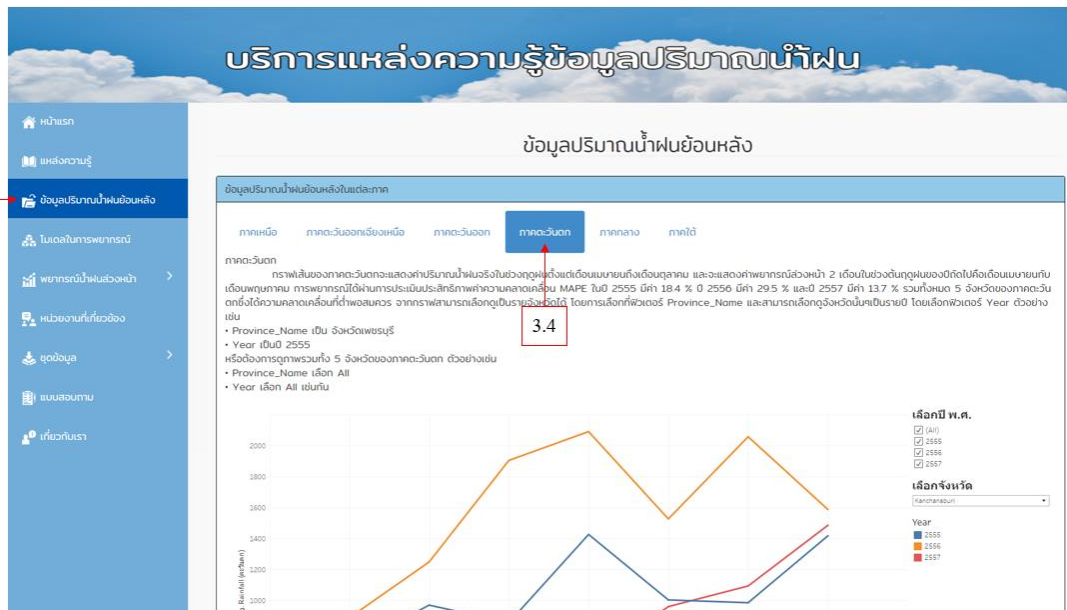 บริการแหล่งความรู้ข้อมูลปริมาณน้ำฝน
หน้าแรก
แหล่งความรู้
ข้อมูลปริมาณน้ำฝนย้อนหลัง
โมเดลในการพยากรณ์
พยากรณ์น้ำฝนล่วงหน้า
หน่วยงานที่เกี่ยวข้อง
ชุดข้อมูล
แบบสอบถาม
เกี่ยวกับเรา
ข้อมูลปริมาณน้ำฝนย้อนหลัง
ข้อมูลปริมาณน้ำฝนย้อนหลังในแต่ละภาค
ภาคเหนือ ภาคตะวันออกเฉียงเหนือ ภาคตะวันออก ภาคตะวันตก ภาคกลาง ภาคใต้
ภาคตะวันตก
กราฟเส้นของภาคตะวันตกจะแสดงค่าปริมาณน้ำฝนจริงในช่วงฤดูฝนตั้งแต่เดือนเมษายนถึงเดือนตุลาคม และจะแสดงค่าพยากรณ์ล่วงหน้า 2 เดือนในช่วงต้นฤดูฝนของปีถัดไปคือเดือนเมษายนกับ
เดือนพฤษภาคม การพยากรณ์ได้ผ่านการประเมินประสิทธิภาพค่าความคลาดเคลื่อน MAPE ในปี 2555 มีค่า 18.4 % ปี 2556 มีค่า 29.5 % และปี 2557 มีค่า 13.7 % รวมทั้งหมด 5 จังหวัดของภาคตะวัน
ตกซึ่งได้ความคลาดเคลื่อนที่ต่ำพอสมควร จากกราฟสามารถเลือกดูเป็นรายจังหวัดได้ โดยการเลือกที่ฟิวเตอร์ Province_Name และสามารถเลือกดูจังหวัดนั้นๆเป็นรายปี โดยเลือกฟิวเตอร์ Year ตัวอย่าง
เช่น
• Province_Name เป็น จังหวัดเพชรบุรี
• Year เป็นปี 2555
หรือต้องการดูภาพรวมทั้ง 5 จังหวัดของภาคตะวันตก ตัวอย่างเช่น
• Province_Name เลือก All
• Year เลือก All เช่นกัน
3.4
2000
1800
1600
1400
1200
1000
Rainfall (ตะวันตก)
เลือกปี พ.ศ.
(All)
2555
2556
2557
เลือกจังหวัด
Kanchanaburi
Year
2555
2556
2557